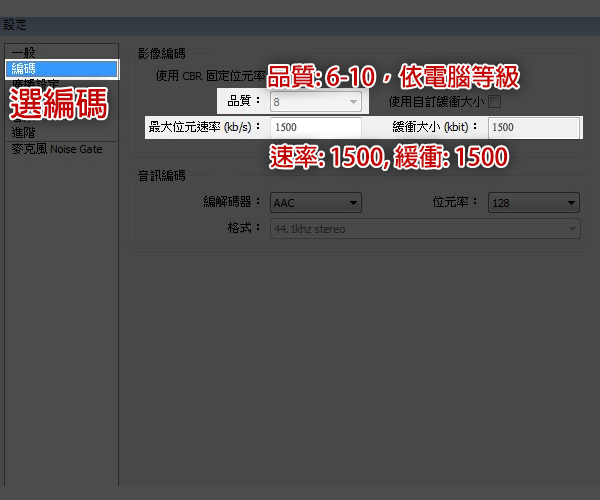 設定
一般
編碼
選編碼
進階
麥克風 Noise Gate
影像編碼
使用 CBR 固定位元率
品質: 6-10，依電腦等級
品質： 8 使用自訂緩衝大小
最大位元速率 (kb/s)： 1500 緩衝大小 (kbit)： 1500
速率: 1500, 緩衝: 1500
音訊編碼
編解碼器： AAC 位元率： 128
格式： 44.1khz stereo